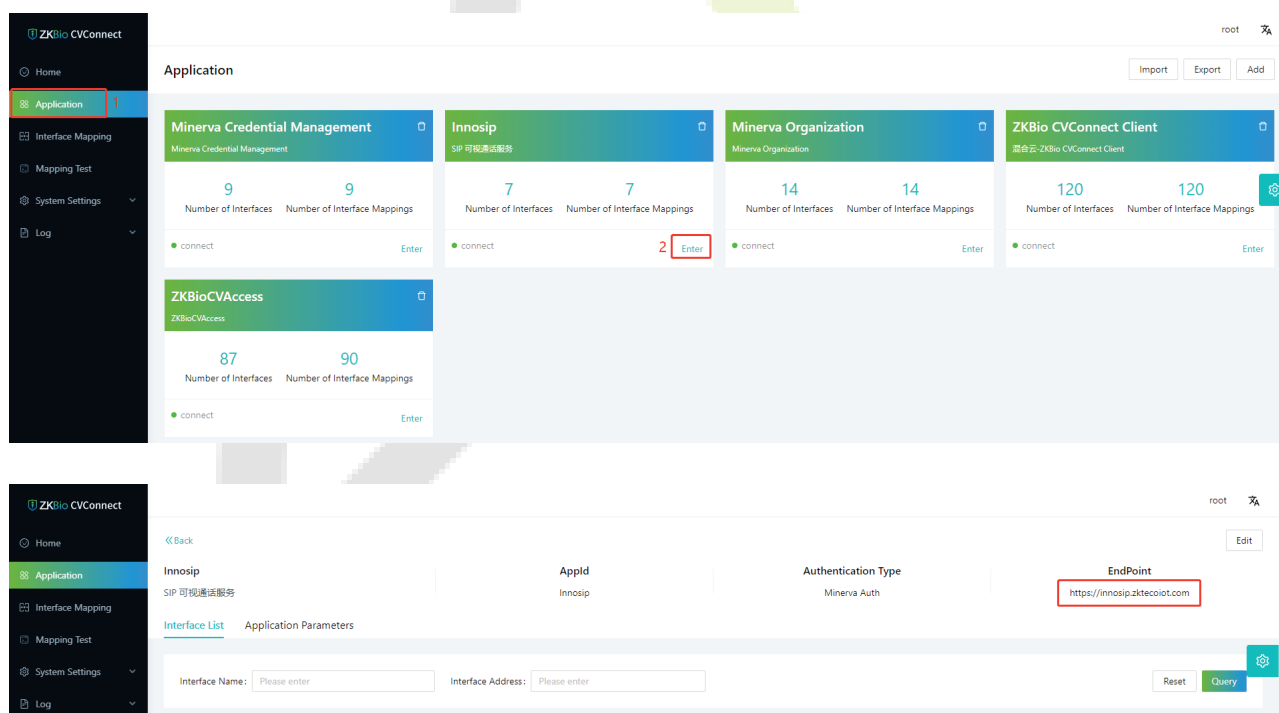 ZKBio CVConnect
root
Home
Application
Import
Export
Add
Application
1
Interface Mapping
Mapping Test
System Settings
Log
Minerva Credential Management
Minerva Credential Management
9
9
Number of Interfaces
Number of Interface Mappings
connect
Enter
Innosip
SIP 可视通话服务
7
7
Number of Interfaces
Number of Interface Mappings
connect
2
Enter
Minerva Organization
Minerva Organization
14
14
Number of Interfaces
Number of Interface Mappings
connect
Enter
ZKBio CVConnect Client
混合云-ZKBio CVConnect Client
120
120
Number of Interfaces
Number of Interface Mappings
connect
Enter
ZKBioCVAccess
ZKBioCVAccess
87
90
Number of Interfaces
Number of Interface Mappings
connect
Enter
ZKBio CVConnect
root
Home
Application
Interface Mapping
Mapping Test
System Settings
Log
Back
Edit
Innosip
SIP 可视通话服务
AppId
Innosip
Authentication Type
Minerva Auth
EndPoint
https://innosip.zktecoiot.com
Interface List
Application Parameters
Interface Name:
Please enter
Interface Address:
Please enter
Reset
Query